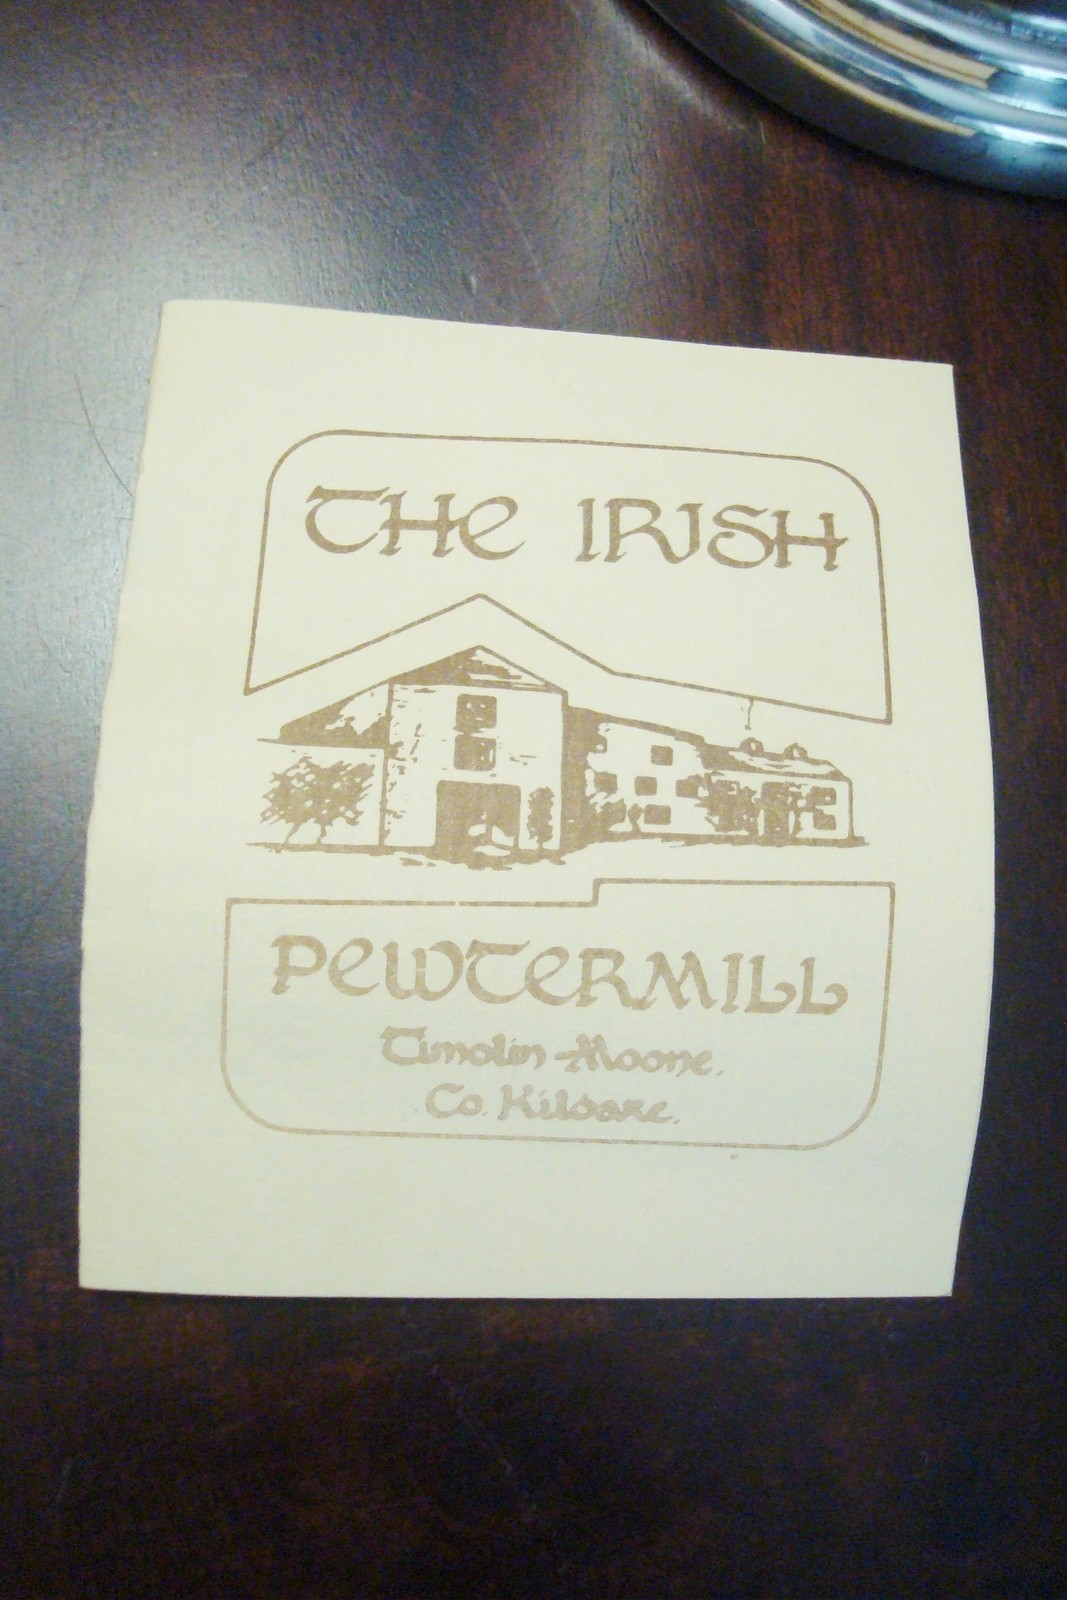 THE IRISH
PEWTERMILL
Timolin-Moone.
Co. Kildare.